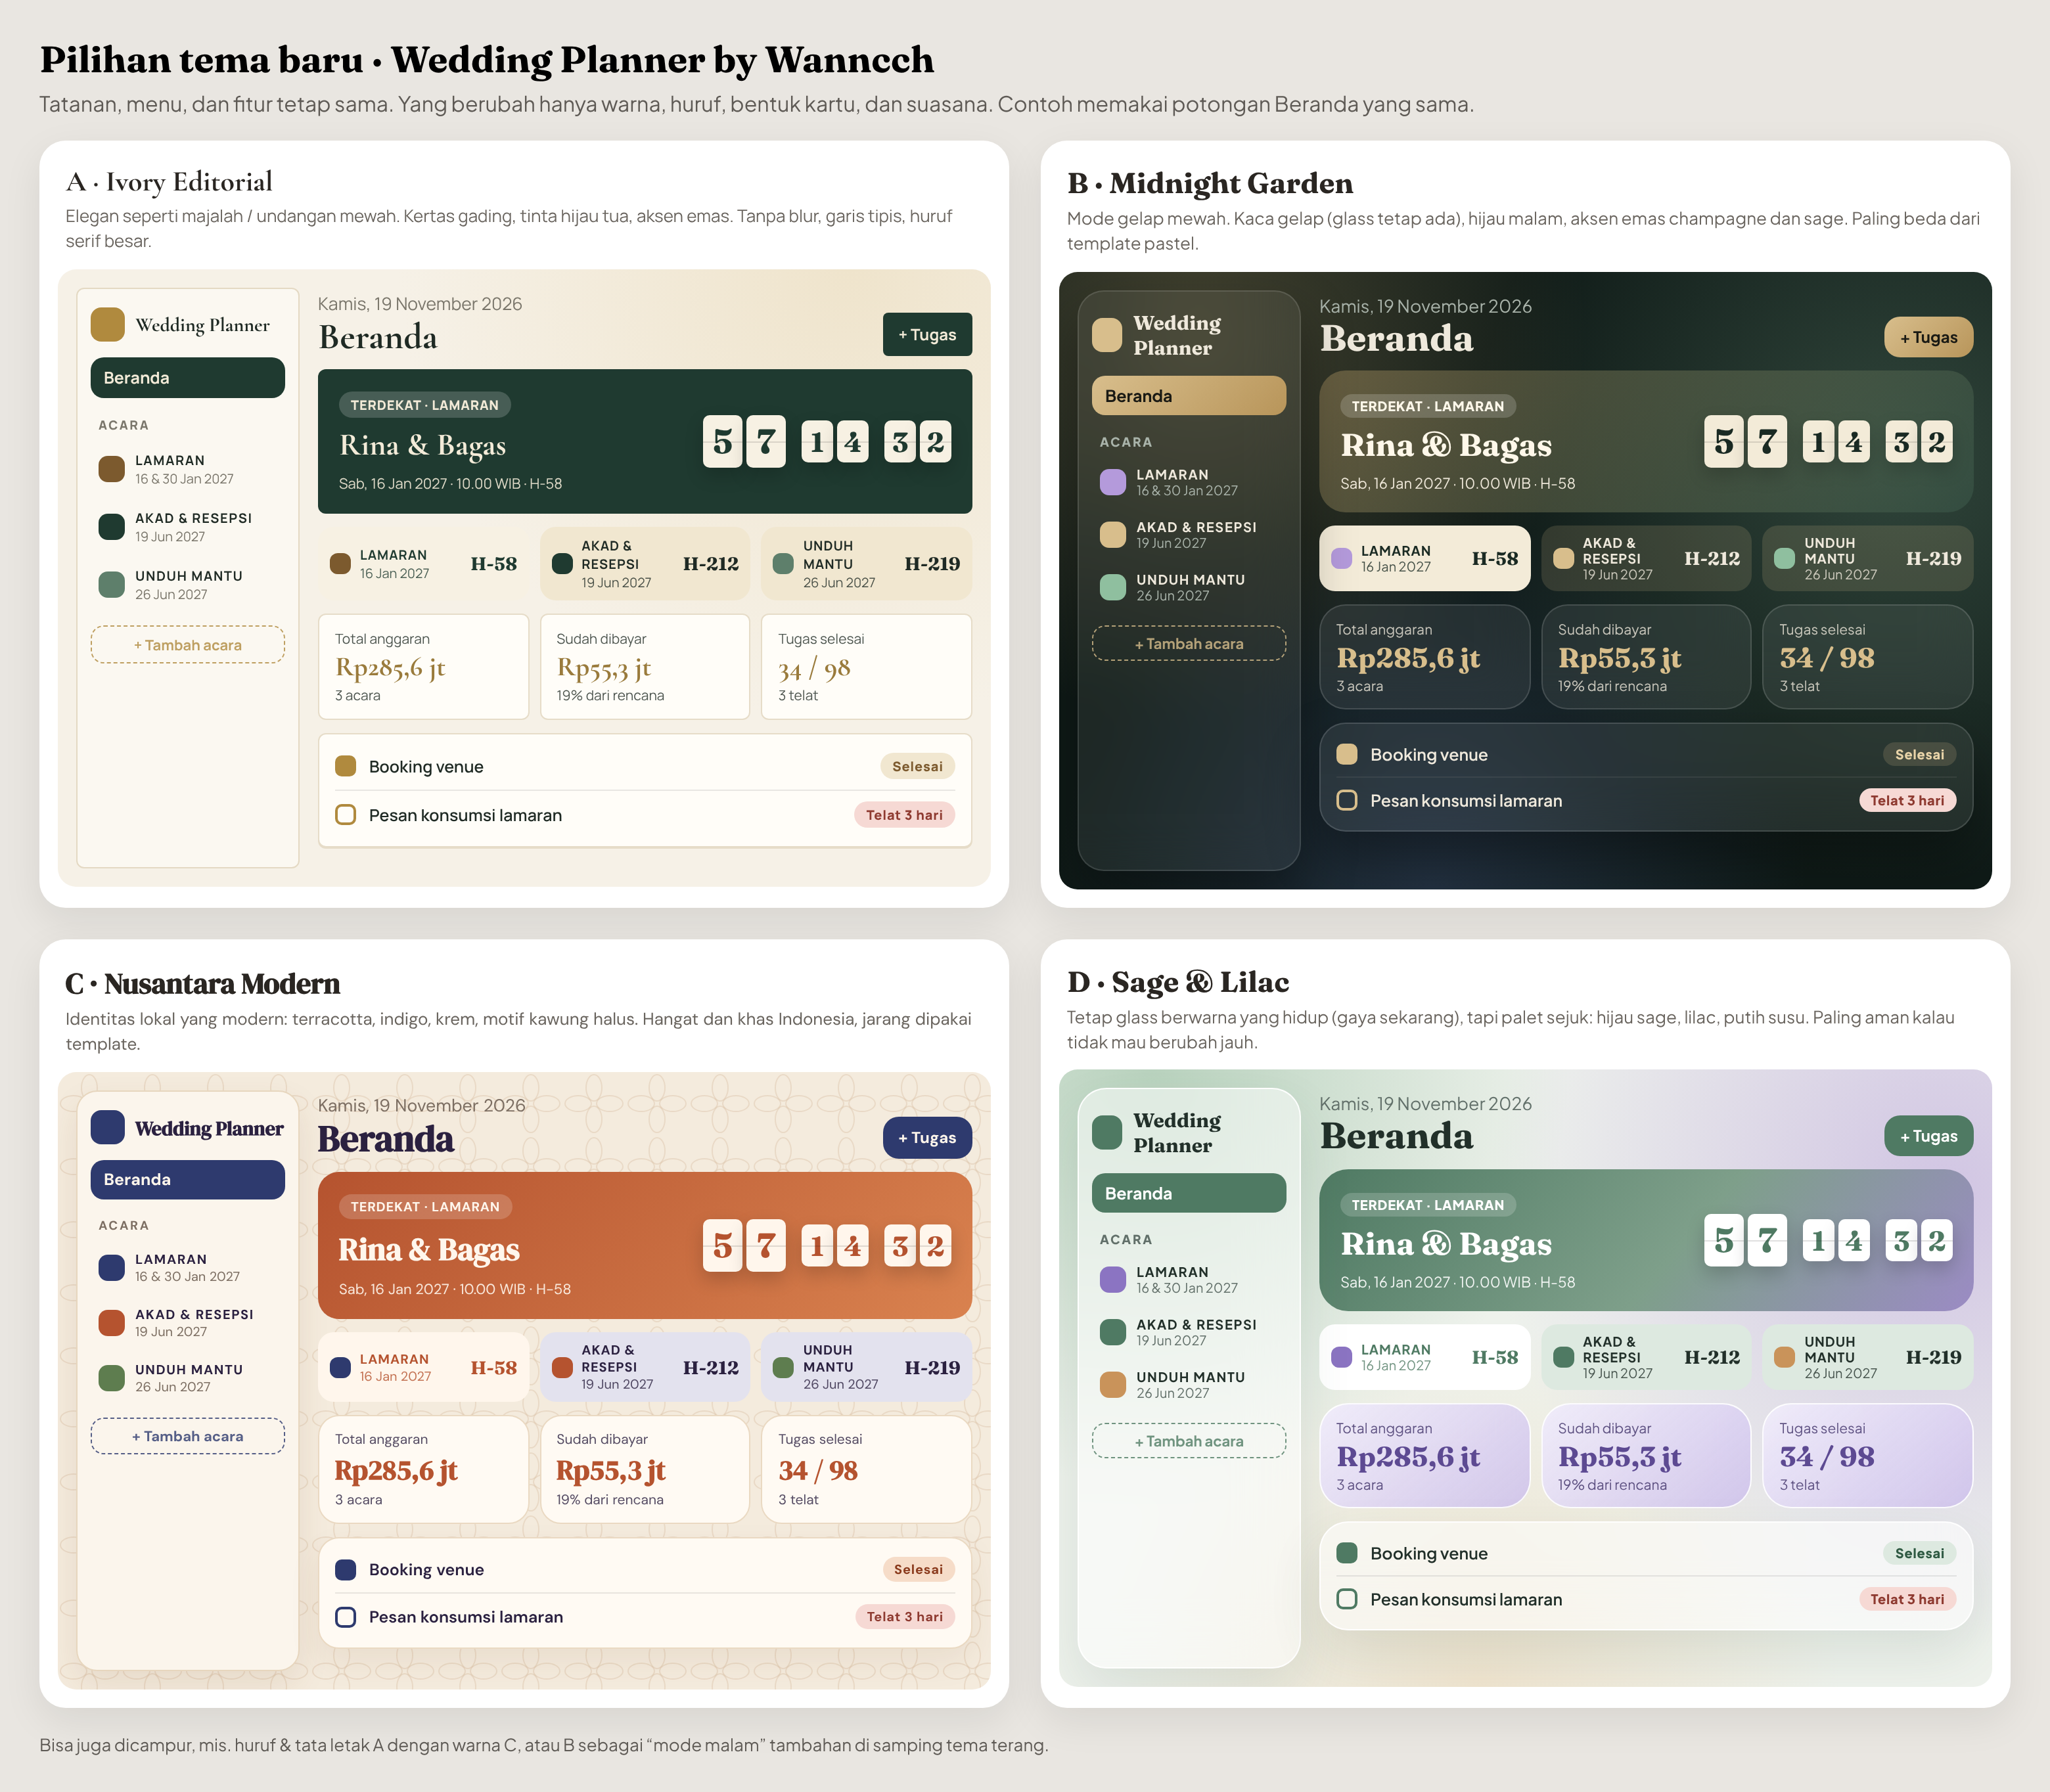 Pilihan tema baru · Wedding Planner by Wanncch
Tatanan, menu, dan fitur tetap sama. Yang berubah hanya warna, huruf, bentuk kartu, dan suasana. Contoh memakai potongan Beranda yang sama.
A · Ivory Editorial
Elegan seperti majalah / undangan mewah. Kertas gading, tinta hijau tua, aksen emas. Tanpa blur, garis tipis, huruf
serif besar.
Wedding Planner
Beranda
ACARA
LAMARAN
16 & 30 Jan 2027
AKAD & RESEPSI
19 Jun 2027
UNDUH MANTU
26 Jun 2027
+ Tambah acara
Kamis, 19 November 2026
Beranda
+ Tugas
TERDEKAT · LAMARAN
Rina & Bagas
Sab, 16 Jan 2027 · 10.00 WIB · H-58
57 14 32
LAMARAN
16 Jan 2027
H-58
AKAD &
RESEPSI
19 Jun 2027
H-212
UNDUH
MANTU
26 Jun 2027
H-219
Total anggaran
Rp285,6 jt
3 acara
Sudah dibayar
Rp55,3 jt
19% dari rencana
Tugas selesai
34 / 98
3 telat
Booking venue
Selesai
Pesan konsumsi lamaran
Telat 3 hari
B · Midnight Garden
Mode gelap mewah. Kaca gelap (glass tetap ada), hijau malam, aksen emas champagne dan sage. Paling beda dari
template pastel.
Wedding
Planner
Beranda
ACARA
LAMARAN
16 & 30 Jan 2027
AKAD & RESEPSI
19 Jun 2027
UNDUH MANTU
26 Jun 2027
+ Tambah acara
Kamis, 19 November 2026
Beranda
+ Tugas
TERDEKAT · LAMARAN
Rina & Bagas
Sab, 16 Jan 2027 · 10.00 WIB · H-58
57 14 32
LAMARAN
16 Jan 2027
H-58
AKAD &
RESEPSI
19 Jun 2027
H-212
UNDUH
MANTU
26 Jun 2027
H-219
Total anggaran
Rp285,6 jt
3 acara
Sudah dibayar
Rp55,3 jt
19% dari rencana
Tugas selesai
34 / 98
3 telat
Booking venue
Selesai
Pesan konsumsi lamaran
Telat 3 hari
C · Nusantara Modern
Identitas lokal yang modern: terracotta, indigo, krem, motif kawung halus. Hangat dan khas Indonesia, jarang dipakai
template.
Wedding Planner
Beranda
ACARA
LAMARAN
16 & 30 Jan 2027
AKAD & RESEPSI
19 Jun 2027
UNDUH MANTU
26 Jun 2027
+ Tambah acara
Kamis, 19 November 2026
Beranda
+ Tugas
TERDEKAT · LAMARAN
Rina & Bagas
Sab, 16 Jan 2027 · 10.00 WIB · H-58
57 14 32
LAMARAN
16 Jan 2027
H-58
AKAD &
RESEPSI
19 Jun 2027
H-212
UNDUH
MANTU
26 Jun 2027
H-219
Total anggaran
Rp285,6 jt
3 acara
Sudah dibayar
Rp55,3 jt
19% dari rencana
Tugas selesai
34 / 98
3 telat
Booking venue
Selesai
Pesan konsumsi lamaran
Telat 3 hari
D · Sage & Lilac
Tetap glass berwarna yang hidup (gaya sekarang), tapi palet sejuk: hijau sage, lilac, putih susu. Paling aman kalau
tidak mau berubah jauh.
Wedding
Planner
Beranda
ACARA
LAMARAN
16 & 30 Jan 2027
AKAD & RESEPSI
19 Jun 2027
UNDUH MANTU
26 Jun 2027
+ Tambah acara
Kamis, 19 November 2026
Beranda
+ Tugas
TERDEKAT · LAMARAN
Rina & Bagas
Sab, 16 Jan 2027 · 10.00 WIB · H-58
57 14 32
LAMARAN
16 Jan 2027
H-58
AKAD &
RESEPSI
19 Jun 2027
H-212
UNDUH
MANTU
26 Jun 2027
H-219
Total anggaran
Rp285,6 jt
3 acara
Sudah dibayar
Rp55,3 jt
19% dari rencana
Tugas selesai
34 / 98
3 telat
Booking venue
Selesai
Pesan konsumsi lamaran
Telat 3 hari
Bisa juga dicampur, mis. huruf & tata letak A dengan warna C, atau B sebagai “mode malam” tambahan di samping tema terang.